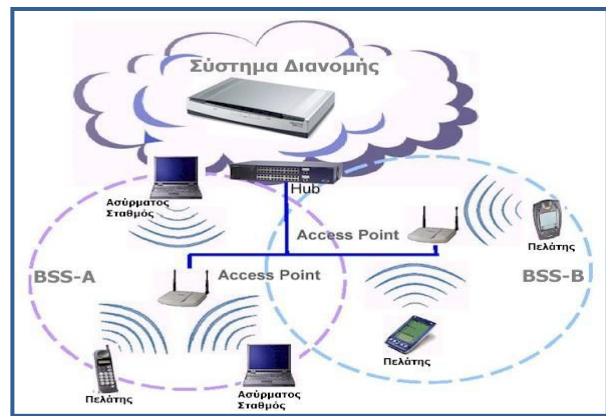 Σύστημα Διανομής
Hub
Ασύρματος
Σταθμός
Access Point
Πελάτης
BSS-A
Access Point
BSS-B
Πελάτης
Πελάτης
Ασύρματος
Σταθμός